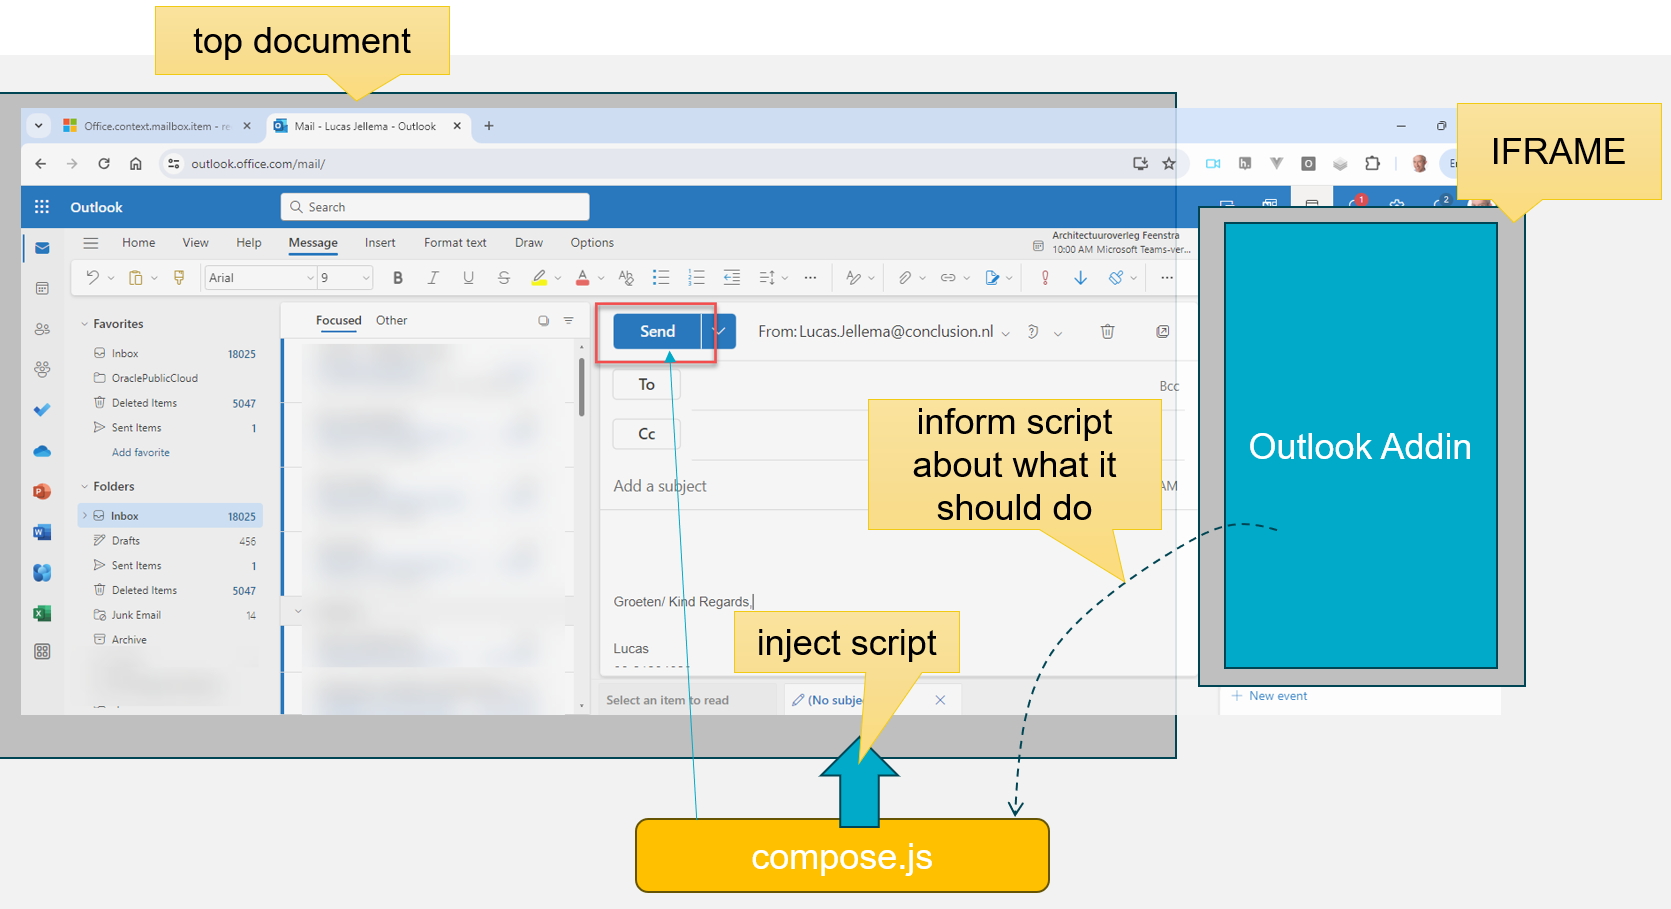 top document
Office.context.mailbox.item - re
Mail - Lucas Jellema - Outlook
outlook.office.com/mail/
IFRAME
Outlook
Search
1
2
Home View Help Message Insert Format text Draw Options
Architectuuroverleg Feenstra
10:00 AM Microsoft Teams-ver...
Arial 9
Favorites
Inbox 18025
OraclePublicCloud
Deleted Items 5047
Sent Items 1
Add favorite
Folders
Inbox 18025
Drafts 456
Sent Items 1
Deleted Items 5047
Junk Email 14
Archive
Focused Other
Send
From: Lucas.Jellema@conclusion.nl
To
Bcc
Cc
Add a subject
AM
inform script
about what it
should do
Outlook Addin
Groeten/ Kind Regards,
Lucas
inject script
Select an item to read
(No subje
New event
compose.js